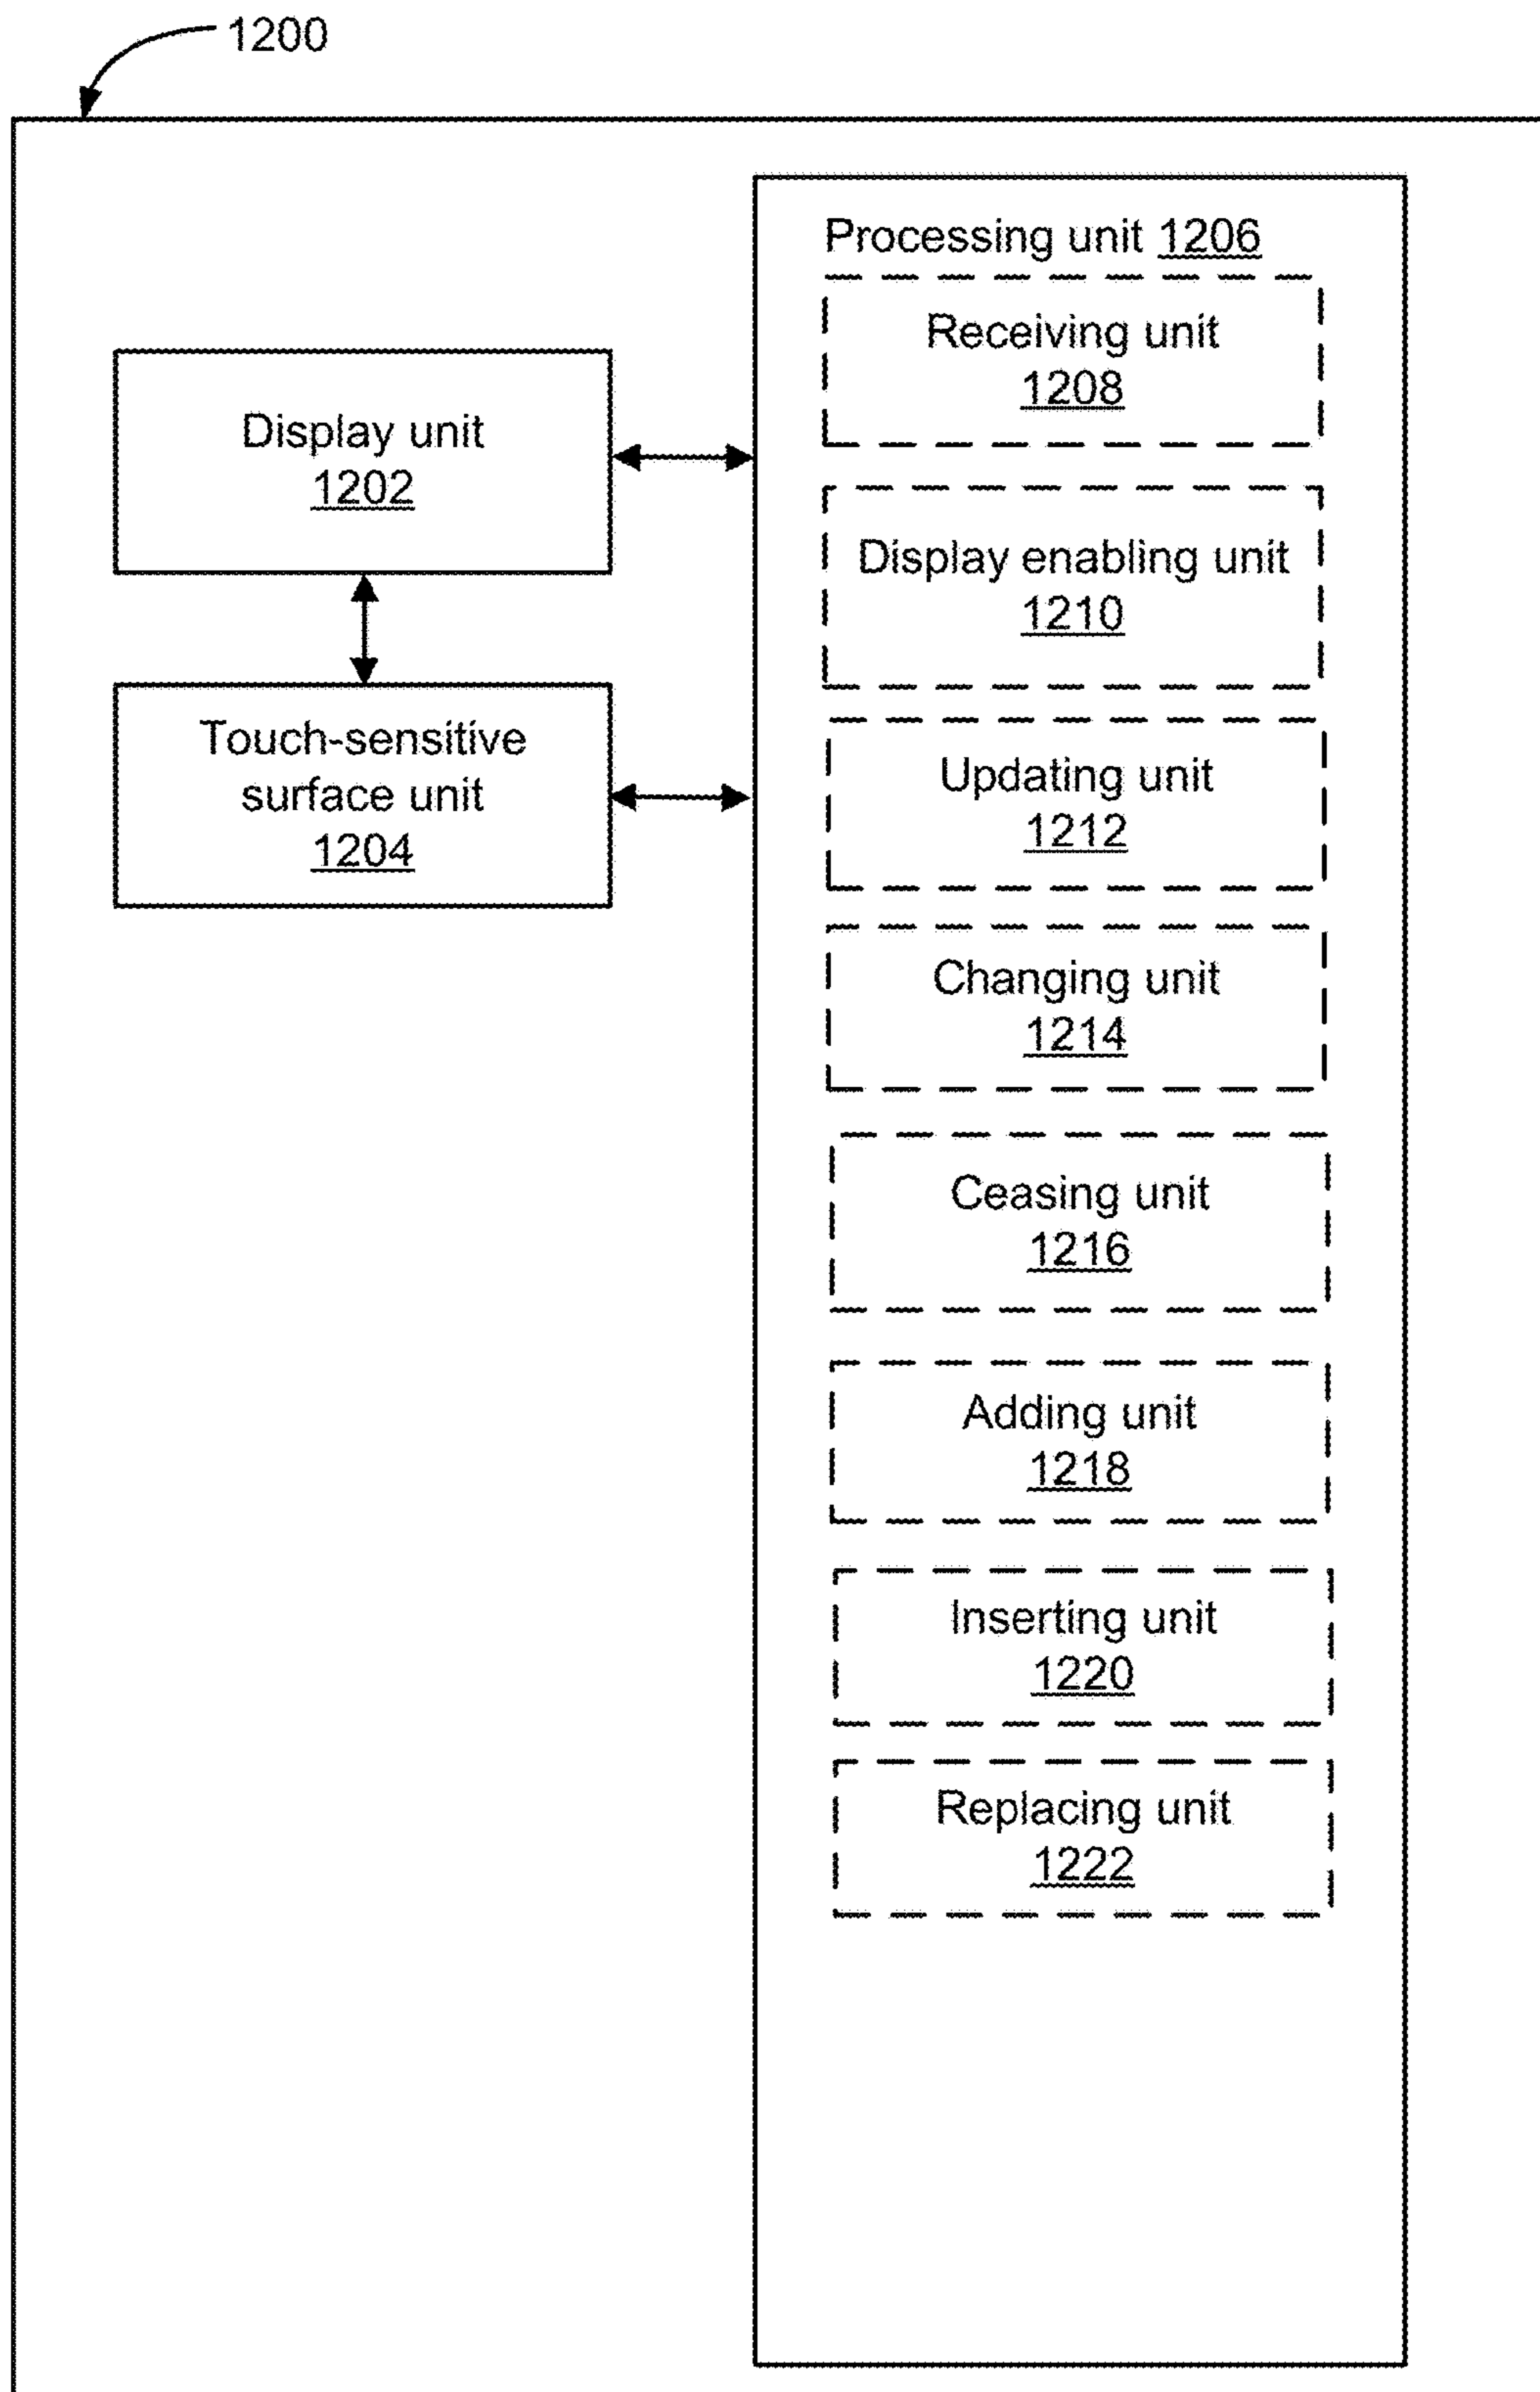 1200
Processing unit 1206
Receiving unit
1208
Display unit
1202
Display enabling unit
1210
Touch-sensitive
surface unit
1204
Updating unit
1212
Changing unit
1214
Ceasing unit
1216
Adding unit
1218
Inserting unit
1220
Replacing unit
1222